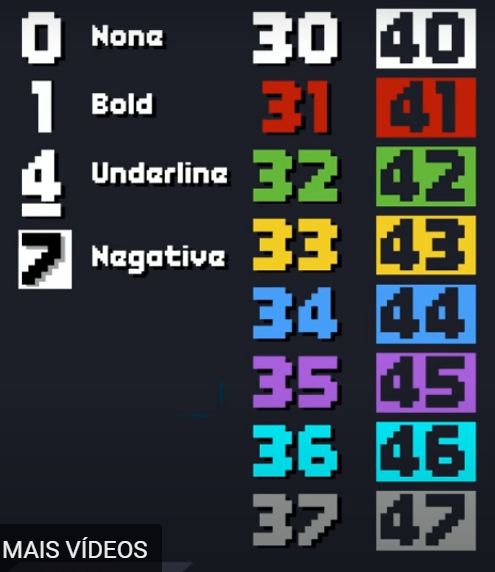 0 None 30 40
1 Bold 31 41
4 Underline 32 42
7 Negative 33 43
34 44
35 45
36 46
37 47
MAIS VÍDEOS